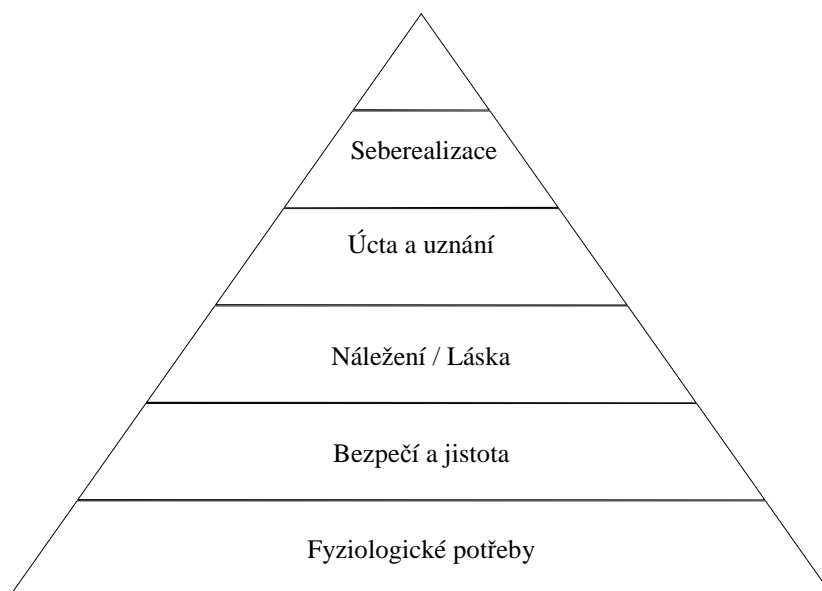 Seberealizace
Úcta a uznání
Náležení / Láska
Bezpečí a jistota
Fyziologické potřeby